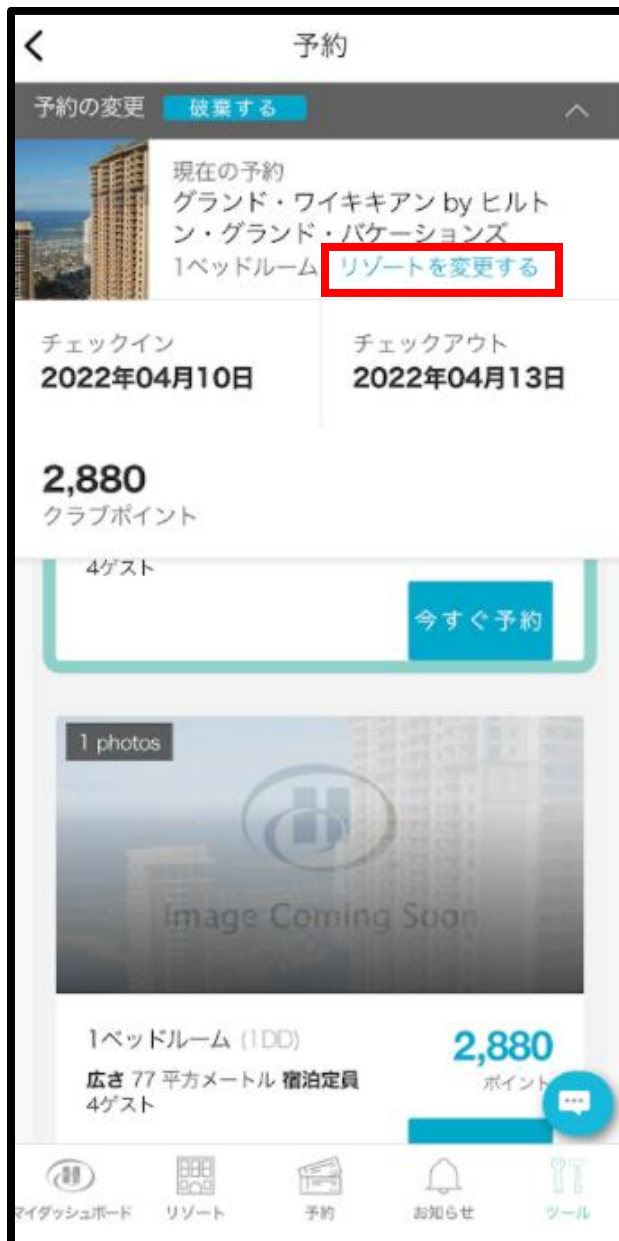 予約
予約の変更 破棄する
現在の予約
グランド・ワイキキアン by ヒルト
ン・グランド・バケーションズ
1ベッドルーム リゾートを変更する
チェックイン チェックアウト
2022年04月10日 2022年04月13日
2,880
クラブポイント
4ゲスト
今すぐ予約
1 photos
Image Coming Soon
1ベッドルーム (1DD) 2,880
広さ 77 平方メートル 宿泊定員 ポイント
4ゲスト
マイダッシュボード リゾート 予約 お知らせ ツール